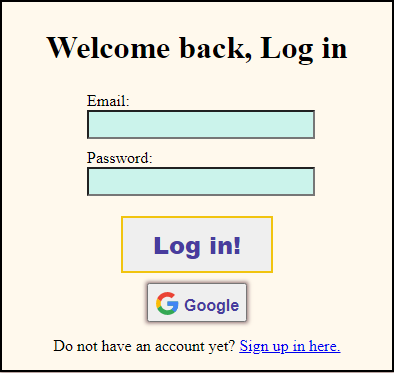 Welcome back, Log in
Email:
Password:
Log in!
Google
Do not have an account yet? Sign up in here.